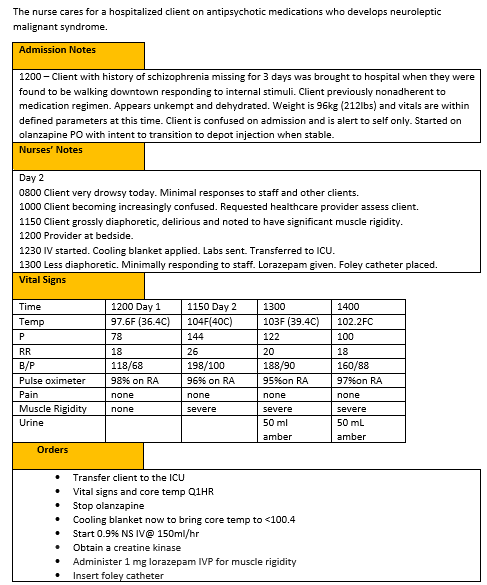 The nurse cares for a hospitalized client on antipsychotic medications who develops neuroleptic
malignant syndrome.
Admission Notes
1200 – Client with history of schizophrenia missing for 3 days was brought to hospital when they were
found to be walking downtown responding to internal stimuli. Client previously nonadherent to
medication regimen. Appears unkempt and dehydrated. Weight is 96kg (212lbs) and vitals are within
defined parameters at this time. Client is confused on admission and is alert to self only. Started on
olanzapine PO with intent to transition to depot injection when stable.
Nurses' Notes
Day 2
0800 Client very drowsy today. Minimal responses to staff and other clients.
1000 Client becoming increasingly confused. Requested healthcare provider assess client.
1150 Client grossly diaphoretic, delirious and noted to have significant muscle rigidity.
1200 Provider at bedside.
1230 IV started. Cooling blanket applied. Labs sent. Transferred to ICU.
1300 Less diaphoretic. Minimally responding to staff. Lorazepam given. Foley catheter placed.
Vital Signs
Time 1200 Day 1 1150 Day 2 1300 1400
Temp 97.6F (36.4C) 104F(40C) 103F (39.4C) 102.2FC
P 78 144 122 100
RR 18 26 20 18
B/P 118/68 198/100 188/90 160/88
Pulse oximeter 98% on RA 96% on RA 95%on RA 97%on RA
Pain none none none none
Muscle Rigidity none severe severe severe
Urine 50 ml 50 mL
amber amber
Orders
• Transfer client to the ICU
• Vital signs and core temp Q1HR
• Stop olanzapine
• Cooling blanket now to bring core temp to <100.4
• Start 0.9% NS IV@ 150ml/hr
• Obtain a creatine kinase
• Administer 1 mg lorazepam IVP for muscle rigidity
• Insert foley catheter